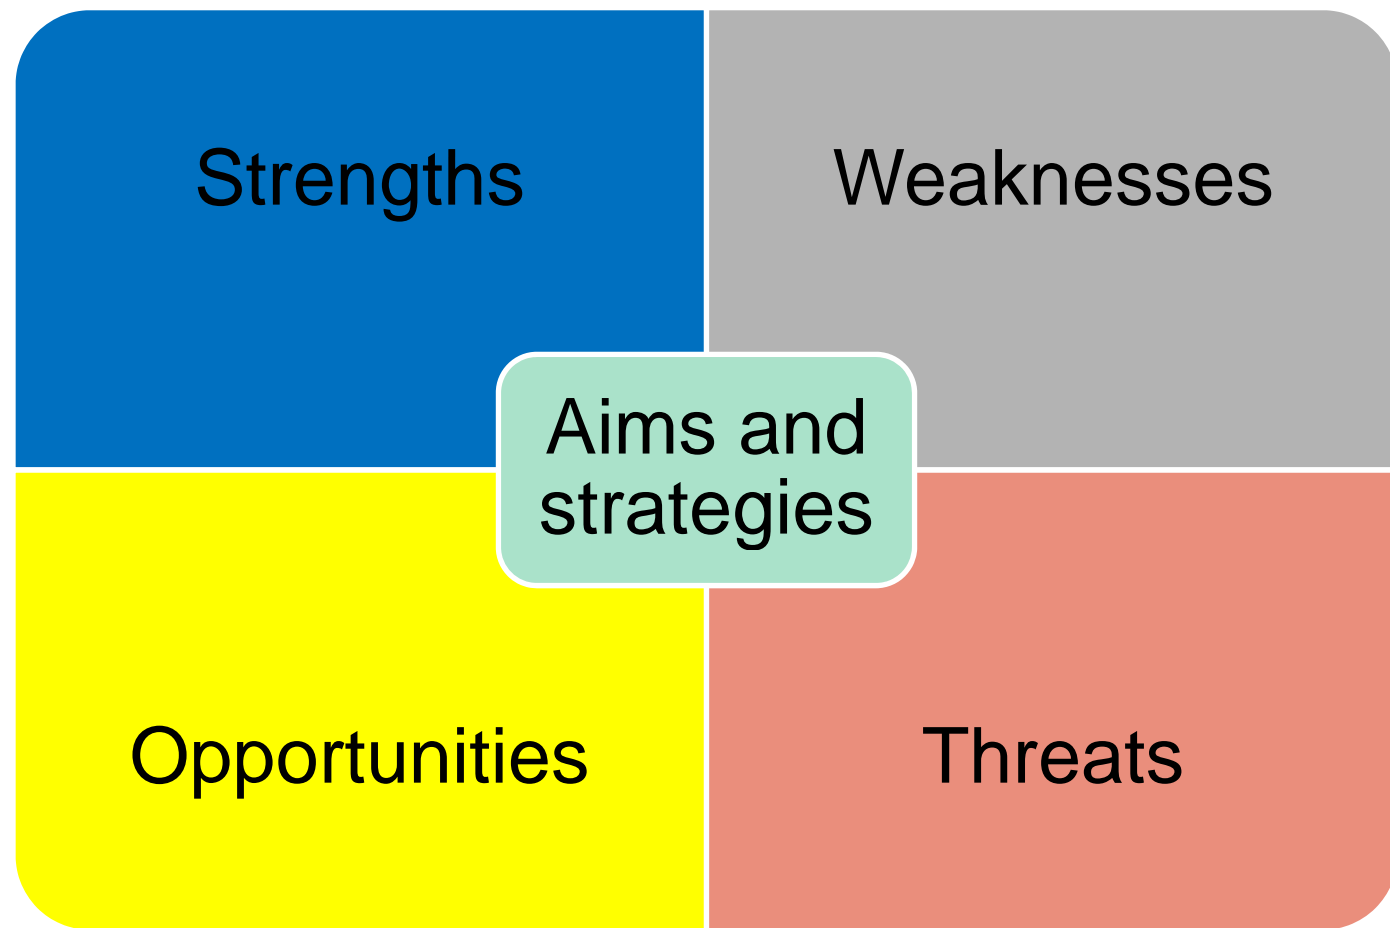 Strengths
Weaknesses
Aims and
strategies
Opportunities
Threats